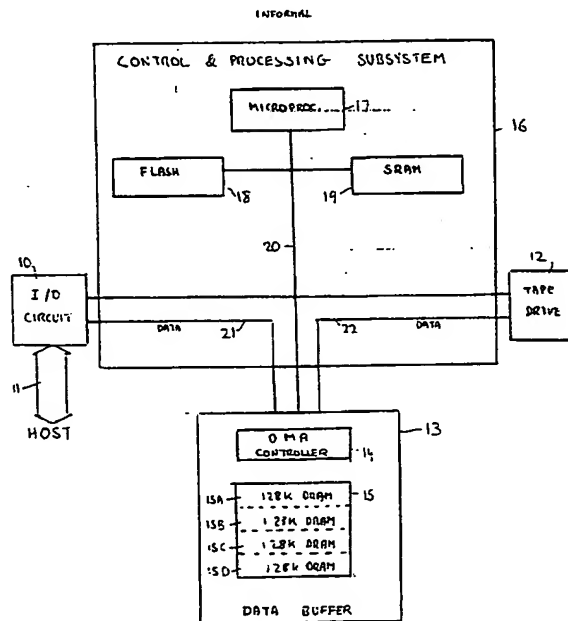 INFORMAL
CONTROL & PROCESSING SUBSYSTEM
MICROPROC. 17
16
FLASH
SRAM
18
19
20
10
12
I/O
CIRCUIT
TAPE
DRIVE
DATA
21
22
DATA
11
HOST
13
DMA
CONTROLLER
14
15A
128K DRAM
15
15B
128K DRAM
15C
128K DRAM
15D
128K DRAM
DATA BUFFER